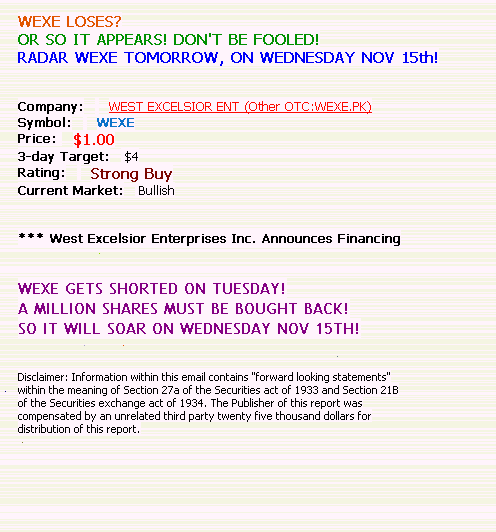 WEXE LOSES?
OR SO IT APPEARS! DON'T BE FOOLED!
RADAR WEXE TOMORROW, ON WEDNESDAY NOV 15th!
Company: WEST EXCELSIOR ENT (Other OTC:WEXE.PK)
Symbol: WEXE
Price: $1.00
3-day Target: $4
Rating: Strong Buy
Current Market: Bullish
*** West Excelsior Enterprises Inc. Announces Financing
WEXE GETS SHORTED ON TUESDAY!
A MILLION SHARES MUST BE BOUGHT BACK!
SO IT WILL SOAR ON WEDNESDAY NOV 15TH!
Disclaimer: Information within this email contains "forward looking statements"
within the meaning of Section 27a of the Securities act of 1933 and Section 21B
of the Securities exchange act of 1934. The Publisher of this report was
compensated by an unrelated third party twenty five thousand dollars for
distribution of this report.